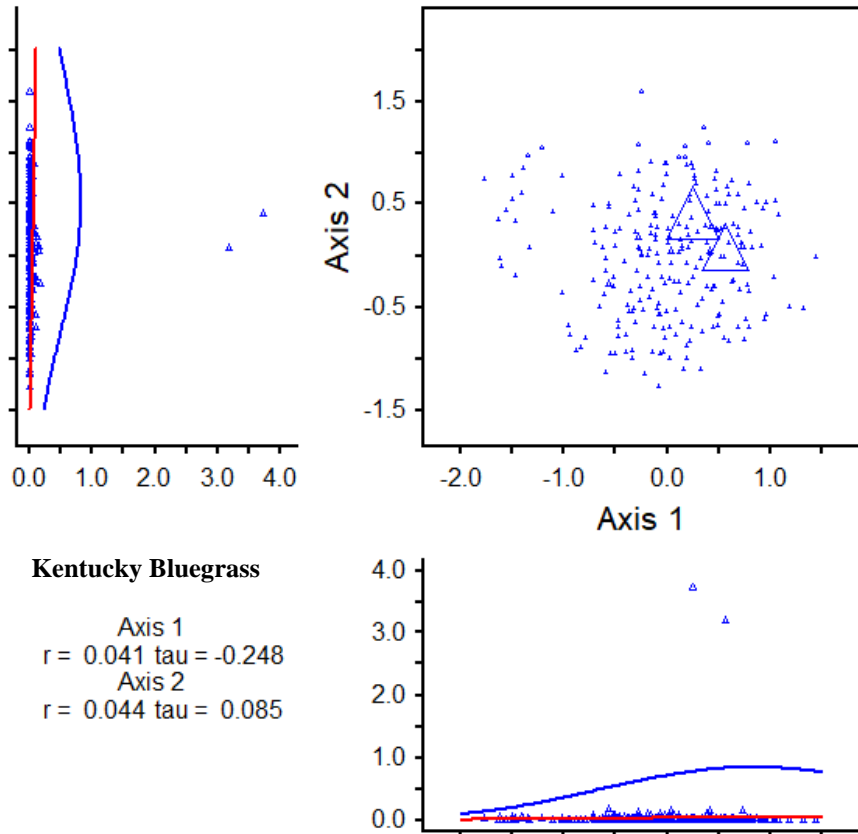 1.5
0.5
-0.5
-1.5
Axis 2
0.0 1.0 2.0 3.0 4.0
-2.0 -1.0 0.0 1.0
Axis 1
Kentucky Bluegrass
Axis 1
r = 0.041 tau = -0.248
Axis 2
r = 0.044 tau = 0.085
4.0
3.0
2.0
1.0
0.0